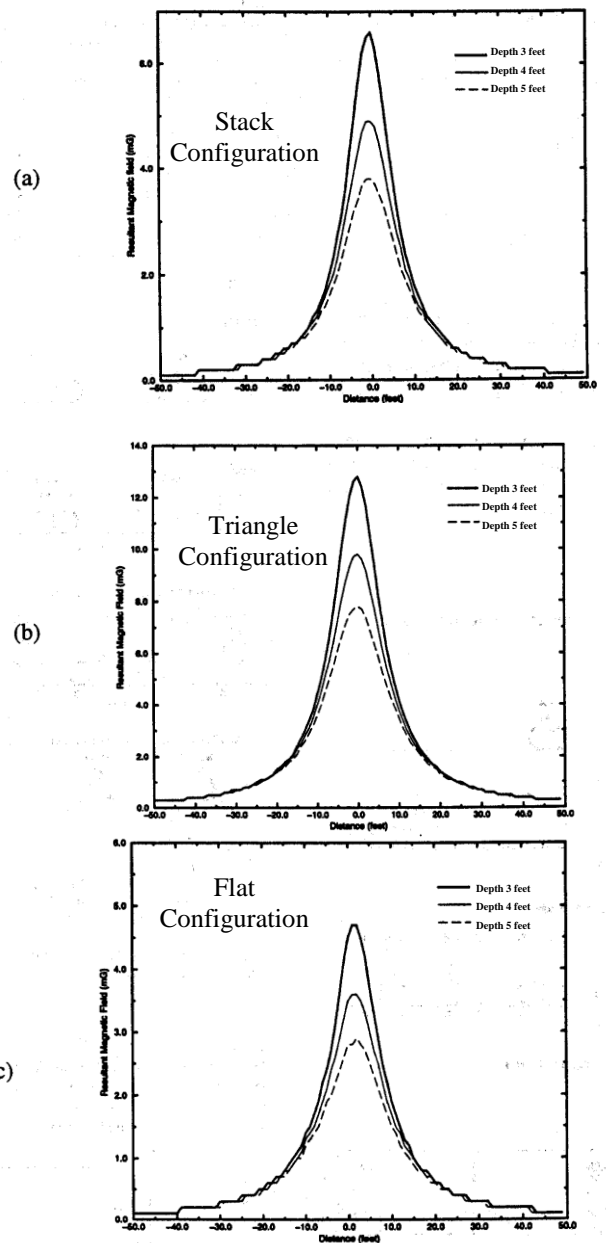 (a)
Resultant Magnetic field (mG)
6.0
4.0
2.0
0.0
Stack
Configuration
Depth 3 feet
Depth 4 feet
Depth 5 feet
-50.0 -40.0 -30.0 -20.0 -10.0 0.0 10.0 20.0 30.0 40.0 50.0
Distance (feet)
(b)
Resultant Magnetic Field (mG)
14.0
12.0
10.0
8.0
6.0
4.0
2.0
0.0
Triangle
Configuration
Depth 3 feet
Depth 4 feet
Depth 5 feet
-50.0 -40.0 -30.0 -20.0 -10.0 0.0 10.0 20.0 30.0 40.0 50.0
Distance (feet)
c)
Resultant Magnetic Field (mG)
6.0
5.0
4.0
3.0
2.0
1.0
0.0
Flat
Configuration
Depth 3 feet
Depth 4 feet
Depth 5 feet
-50.0 -40.0 -30.0 -20.0 -10.0 0.0 10.0 20.0 30.0 40.0 50.0
Distance (feet)